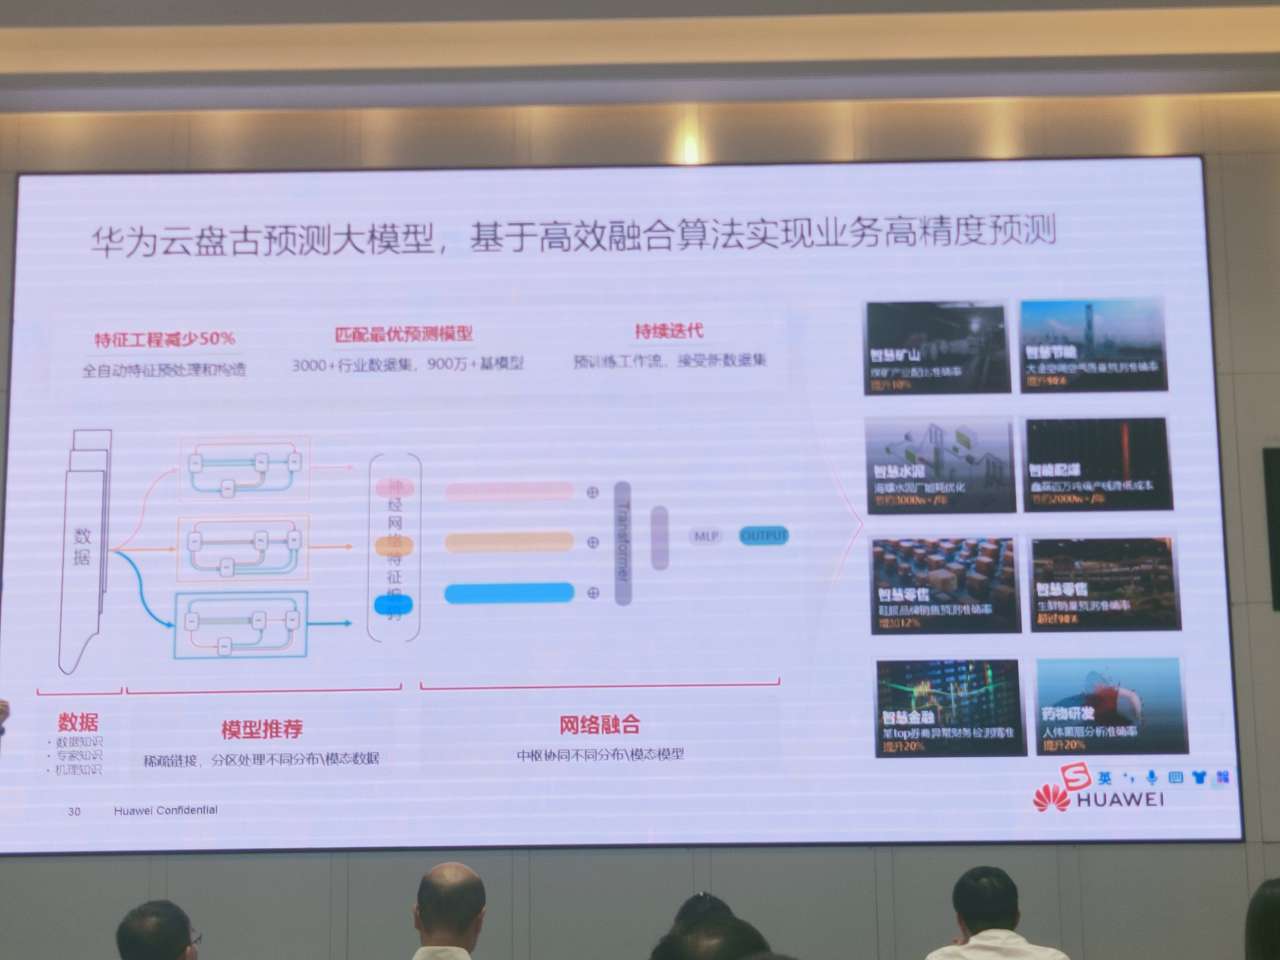 华为云盘古预测大模型，基于高效融合算法实现业务高精度预测
特征工程减少50%
全自动特征预处理和构造
匹配最优预测模型
3000+行业数据集，900万+基模型
持续迭代
预训练工作流，接受新数据集
数据
神经网络特征编码
Transformer
MLP
OUTPUT
数据
· 数据知识
· 专家知识
· 机理知识
模型推荐
稀疏链接，分区处理不同分布\模态数据
网络融合
中枢协同不同分布\模态模型
智慧矿山
煤矿产业配比准确率
提升10%
智慧节能
大金空调空气质量预测准确率
提升90%
智慧水泥
海螺水泥厂能耗优化
节约3000w+/年
智能配煤
鑫磊百万吨焦产线降低成本
节约2000w+/年
智慧零售
鞋服品牌销售预测准确率
增加12%
智慧零售
生鲜销量预测准确率
超过90%
智慧金融
某top券商异常财务检测精准
提升20%
药物研发
人体肠屏分析准确率
提升20%
英
30
Huawei Confidential
HUAWEI